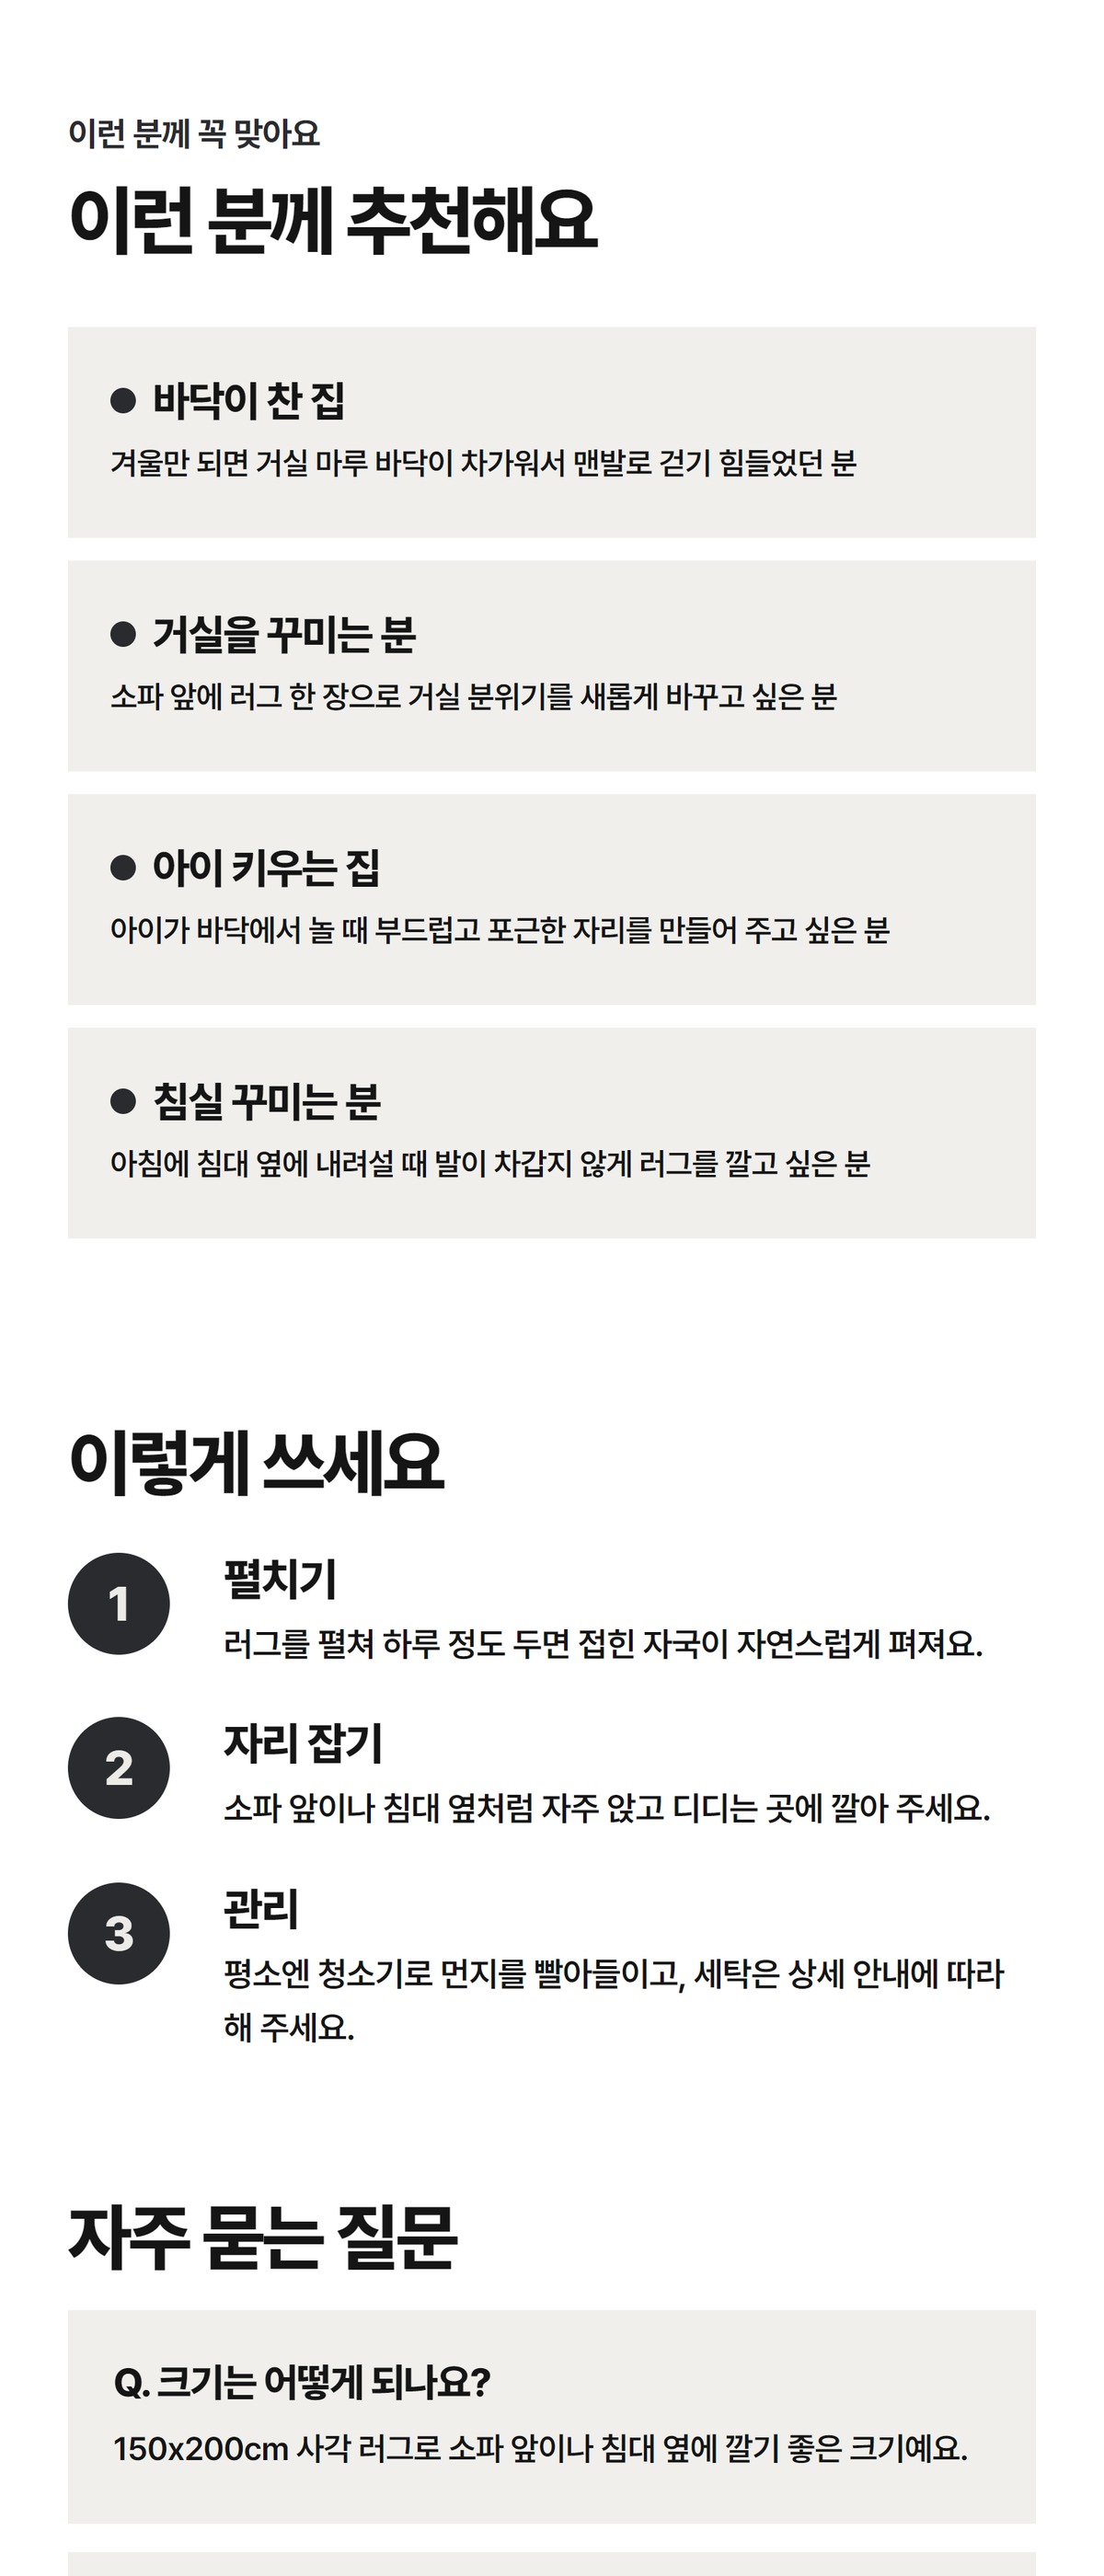 이런 분께 꼭 맞아요
이런 분께 추천해요
바닥이 찬 집
겨울만 되면 거실 마루 바닥이 차가워서 맨발로 걷기 힘들었던 분
거실을 꾸미는 분
소파 앞에 러그 한 장으로 거실 분위기를 새롭게 바꾸고 싶은 분
아이 키우는 집
아이가 바닥에서 놀 때 부드럽고 포근한 자리를 만들어 주고 싶은 분
침실 꾸미는 분
아침에 침대 옆에 내려설 때 발이 차갑지 않게 러그를 깔고 싶은 분
이렇게 쓰세요
1
펼치기
러그를 펼쳐 하루 정도 두면 접힌 자국이 자연스럽게 펴져요.
2
자리 잡기
소파 앞이나 침대 옆처럼 자주 앉고 디디는 곳에 깔아 주세요.
3
관리
평소엔 청소기로 먼지를 빨아들이고, 세탁은 상세 안내에 따라
해 주세요.
자주 묻는 질문
Q. 크기는 어떻게 되나요?
150x200cm 사각 러그로 소파 앞이나 침대 옆에 깔기 좋은 크기예요.